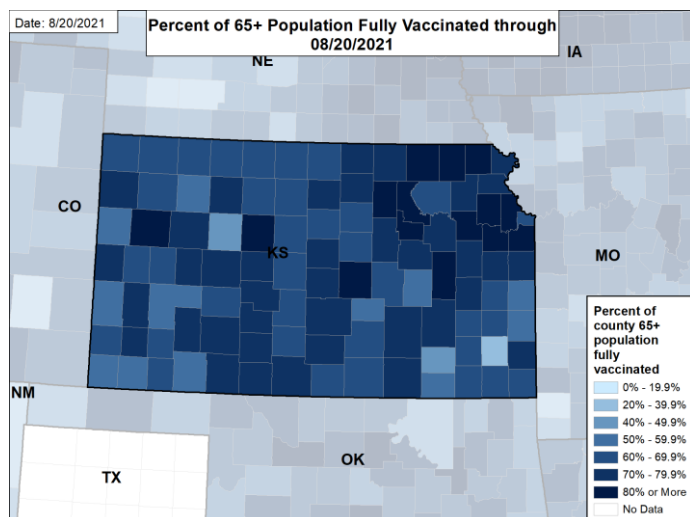 Date: 8/20/2021
Percent of 65+ Population Fully Vaccinated through
08/20/2021
NE
IA
CO
KS
MO
NM
TX
OK
Percent of
county 65+
population
fully
vaccinated
0% - 19.9%
20% - 39.9%
40% - 49.9%
50% - 59.9%
60% - 69.9%
70% - 79.9%
80% or More
No Data